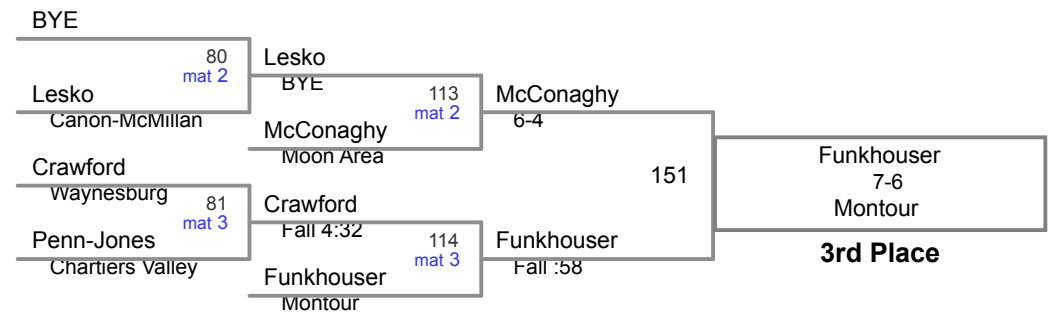 BYE
80
mat 2
Lesko
Canon-McMillan
Crawford
Waynesburg
81
mat 3
Penn-Jones
Chartiers Valley
Lesko
BYE
113
mat 2
McConaghy
Moon Area
Crawford
Fall 4:32
114
mat 3
Funkhouser
Montour
McConaghy
6-4
151
Funkhouser
Fall :58
Funkhouser
7-6
Montour
3rd Place